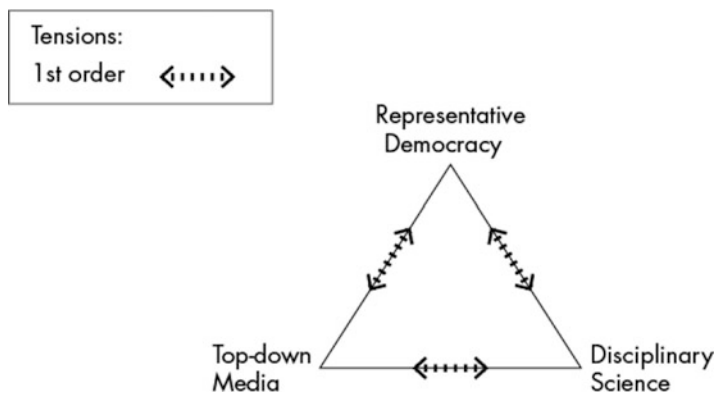 Tensions:
1st order
Representative
Democracy
Top-down
Media
Disciplinary
Science